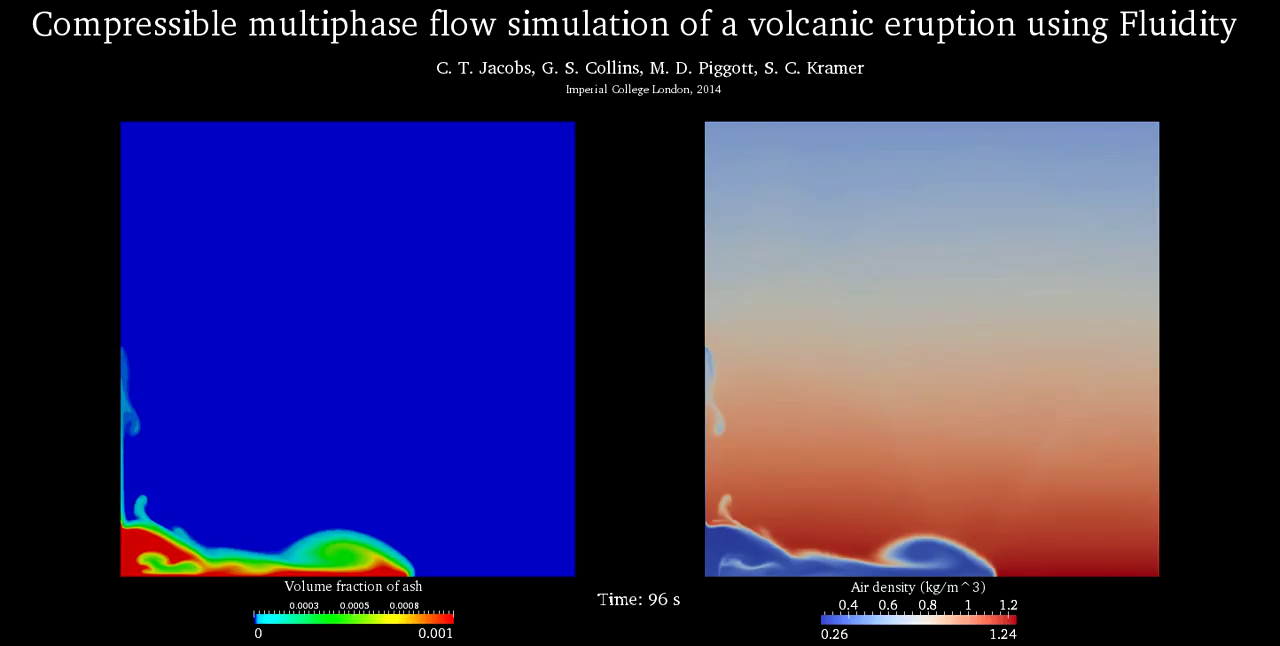 Compressible multiphase flow simulation of a volcanic eruption using Fluidity
C. T. Jacobs, G. S. Collins, M. D. Piggott, S. C. Kramer
Imperial College London, 2014
Volume fraction of ash
0.0003 0.0005 0.0008
0 0.001
Time: 96 s
Air density (kg/m^3)
0.4 0.6 0.8 1 1.2
0.26 1.24